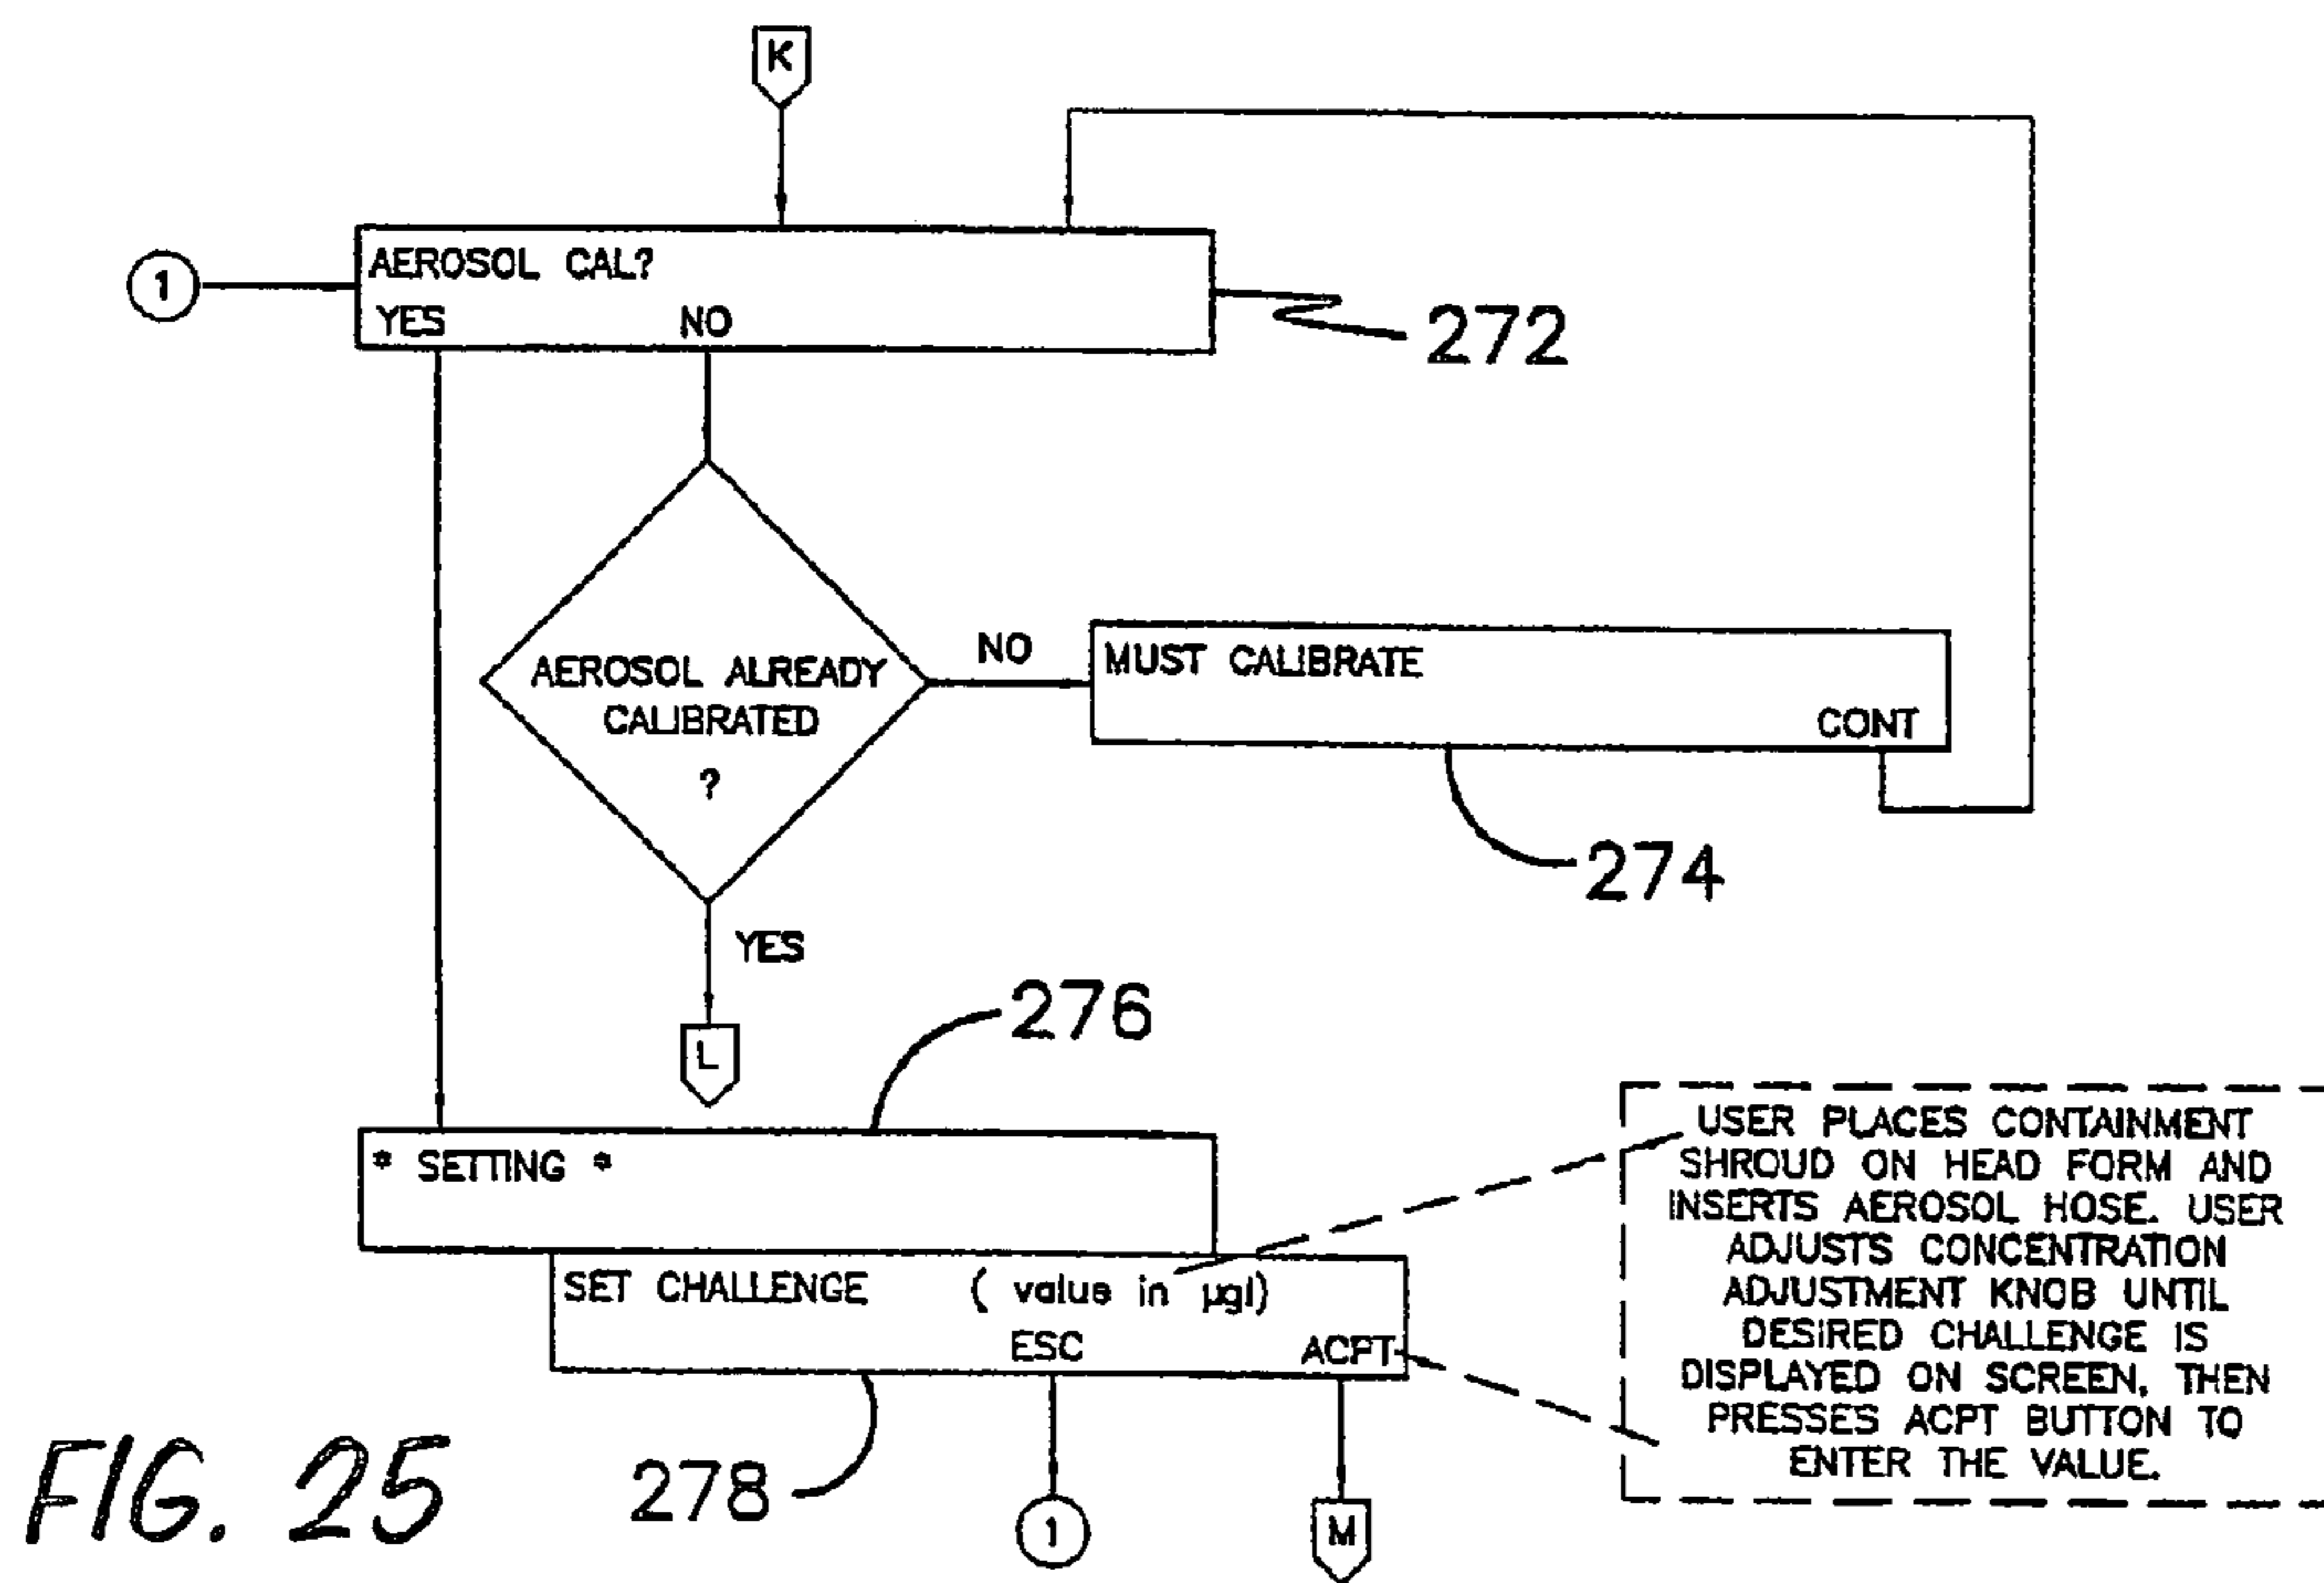 K
1
AEROSOL CAL?
YES NO
272
AEROSOL ALREADY
CALIBRATED
?
NO
MUST CALIBRATE
CONT
274
YES
L
276
* SETTING *
SET CHALLENGE ( value in µgl)
ESC ACPT
278
1
M
USER PLACES CONTAINMENT
SHROUD ON HEAD FORM AND
INSERTS AEROSOL HOSE. USER
ADJUSTS CONCENTRATION
ADJUSTMENT KNOB UNTIL
DESIRED CHALLENGE IS
DISPLAYED ON SCREEN, THEN
PRESSES ACPT BUTTON TO
ENTER THE VALUE.
FIG. 25